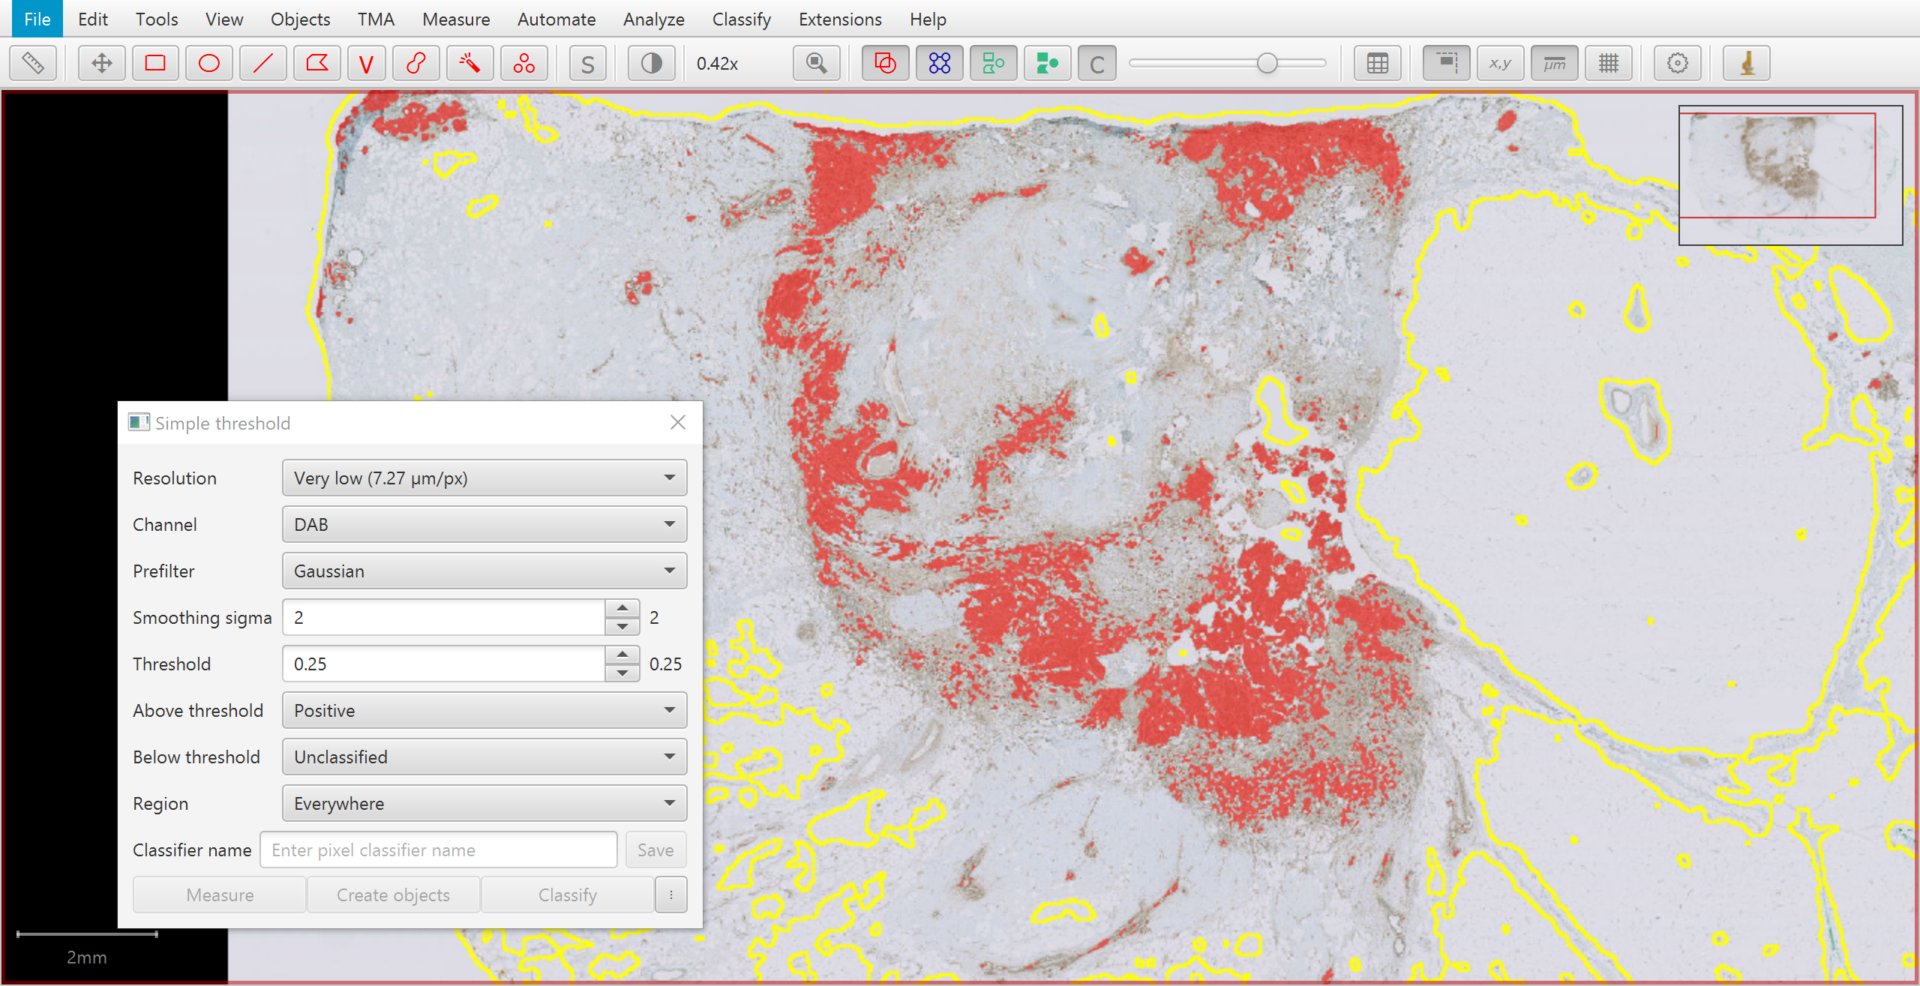 File Edit Tools View Objects TMA Measure Automate Analyze Classify Extensions Help
V S 0.42x C x,y µm
Simple threshold
Resolution Very low (7.27 µm/px)
Channel DAB
Prefilter Gaussian
Smoothing sigma 2 2
Threshold 0.25 0.25
Above threshold Positive
Below threshold Unclassified
Region Everywhere
Classifier name Enter pixel classifier name Save
Measure Create objects Classify
2mm